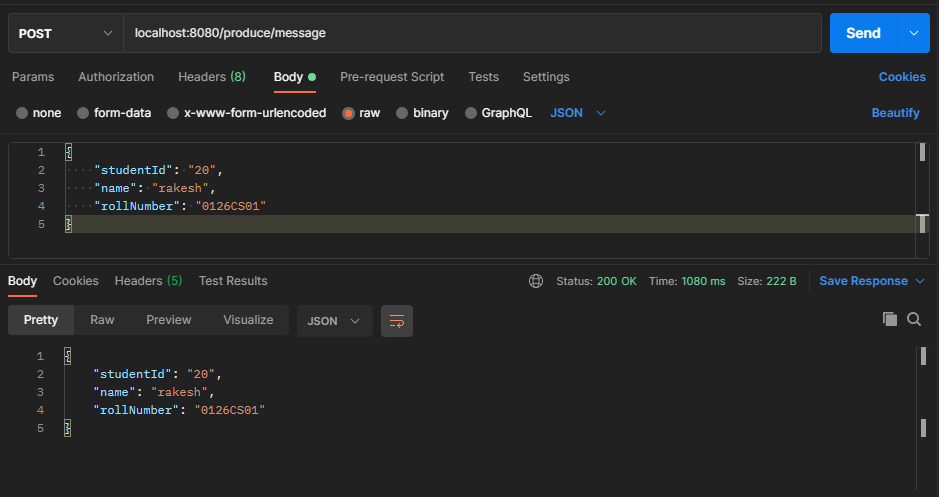 POST localhost:8080/produce/message Send
Params Authorization Headers (8) Body Pre-request Script Tests Settings Cookies
none form-data x-www-form-urlencoded raw binary GraphQL JSON Beautify
1 {
2 "studentId": "20",
3 "name": "rakesh",
4 "rollNumber": "0126CS01"
5 }
Body Cookies Headers (5) Test Results Status: 200 OK Time: 1080 ms Size: 222 B Save Response
Pretty Raw Preview Visualize JSON
1 {
2 "studentId": "20",
3 "name": "rakesh",
4 "rollNumber": "0126CS01"
5 }